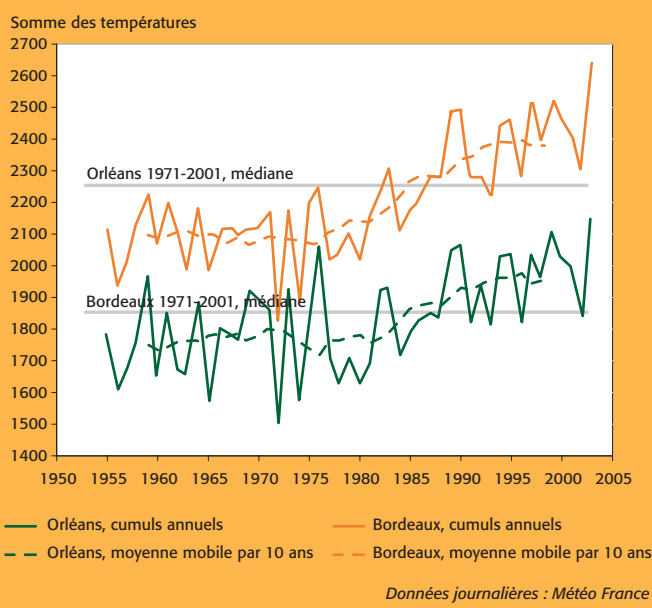 Somme des températures
2700
2600
2500
2400
2300
2200
2100
2000
1900
1800
1700
1600
1500
1400
Orléans 1971-2001, médiane
Bordeaux 1971-2001, médiane
1950 1955 1960 1965 1970 1975 1980 1985 1990 1995 2000 2005
Orléans, cumuls annuels Bordeaux, cumuls annuels
Orléans, moyenne mobile par 10 ans Bordeaux, moyenne mobile par 10 ans
Données journalières : Météo France